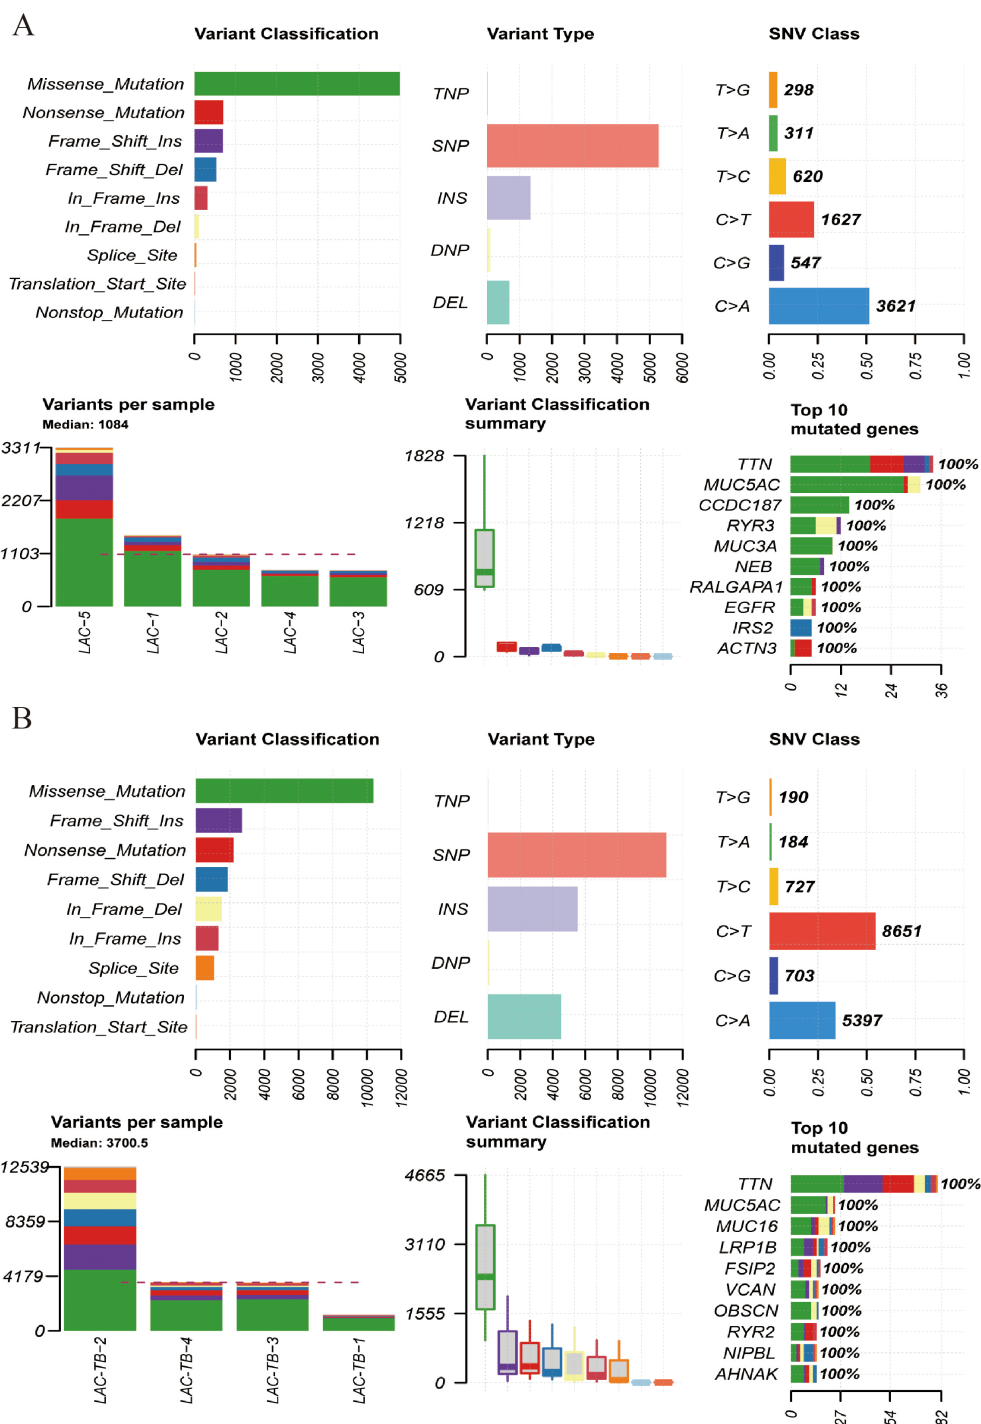 A
Variant Classification
Missense_Mutation
Nonsense_Mutation
Frame_Shift_Ins
Frame_Shift_Del
In_Frame_Ins
In_Frame_Del
Splice_Site
Translation_Start_Site
Nonstop_Mutation
0 1000 2000 3000 4000 5000
Variant Type
TNP
SNP
INS
DNP
DEL
0 1000 2000 3000 4000 5000 6000
SNV Class
T>G 298
T>A 311
T>C 620
C>T 1627
C>G 547
C>A 3621
0.00 0.25 0.50 0.75 1.00
Variants per sample
Median: 1084
3311
2207
1103
0
LAC-5 LAC-1 LAC-2 LAC-4 LAC-3
Variant Classification
summary
1828
1218
609
0
Top 10
mutated genes
TTN 100%
MUC5AC 100%
CCDC187 100%
RYR3 100%
MUC3A 100%
NEB 100%
RALGAPA1 100%
EGFR 100%
IRS2 100%
ACTN3 100%
0 12 24 36
B
Variant Classification
Missense_Mutation
Frame_Shift_Ins
Nonsense_Mutation
Frame_Shift_Del
In_Frame_Del
In_Frame_Ins
Splice_Site
Nonstop_Mutation
Translation_Start_Site
0 2000 4000 6000 8000 10000 12000
Variant Type
TNP
SNP
INS
DNP
DEL
0 2000 4000 6000 8000 10000 12000
SNV Class
T>G 190
T>A 184
T>C 727
C>T 8651
C>G 703
C>A 5397
0.00 0.25 0.50 0.75 1.00
Variants per sample
Median: 3700.5
12539
8359
4179
0
LAC-TB-2 LAC-TB-4 LAC-TB-3 LAC-TB-1
Variant Classification
summary
4665
3110
1555
0
Top 10
mutated genes
TTN 100%
MUC5AC 100%
MUC16 100%
LRP1B 100%
FSIP2 100%
VCAN 100%
OBSCN 100%
RYR2 100%
NIPBL 100%
AHNAK 100%
0 27 54 82